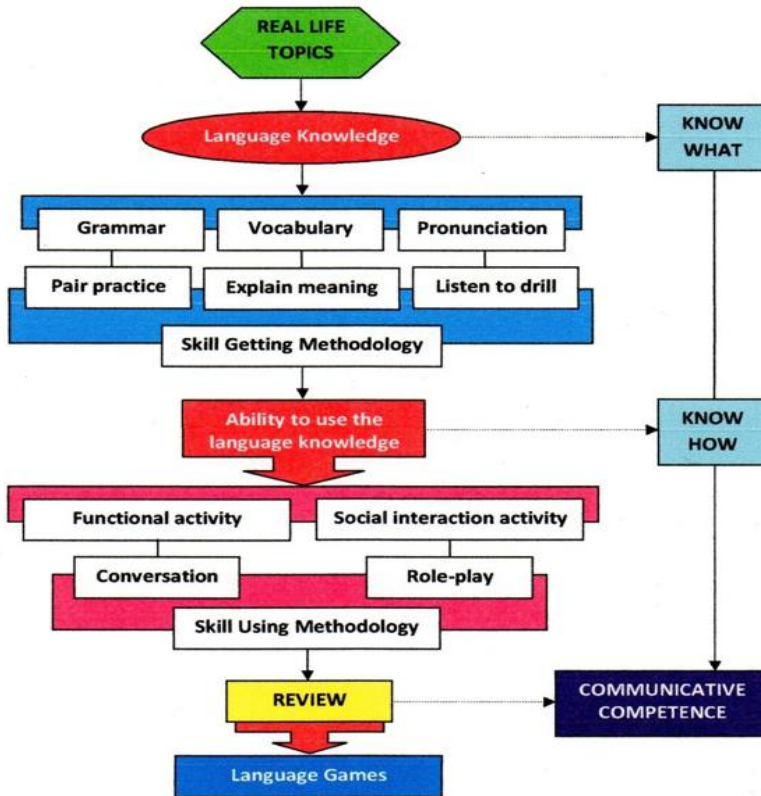 REAL LIFE
TOPICS
Language Knowledge
KNOW
WHAT
Grammar
Vocabulary
Pronunciation
Pair practice
Explain meaning
Listen to drill
Skill Getting Methodology
Ability to use the
language knowledge
KNOW
HOW
Functional activity
Social interaction activity
Conversation
Role-play
Skill Using Methodology
REVIEW
COMMUNICATIVE
COMPETENCE
Language Games